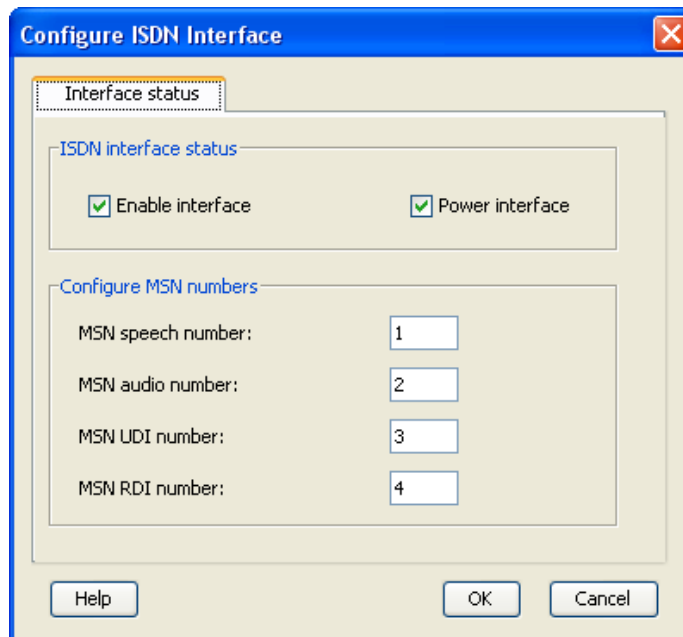 Configure ISDN Interface
Interface status
ISDN interface status
Enable interface Power interface
Configure MSN numbers
MSN speech number: 1
MSN audio number: 2
MSN UDI number: 3
MSN RDI number: 4
Help OK Cancel